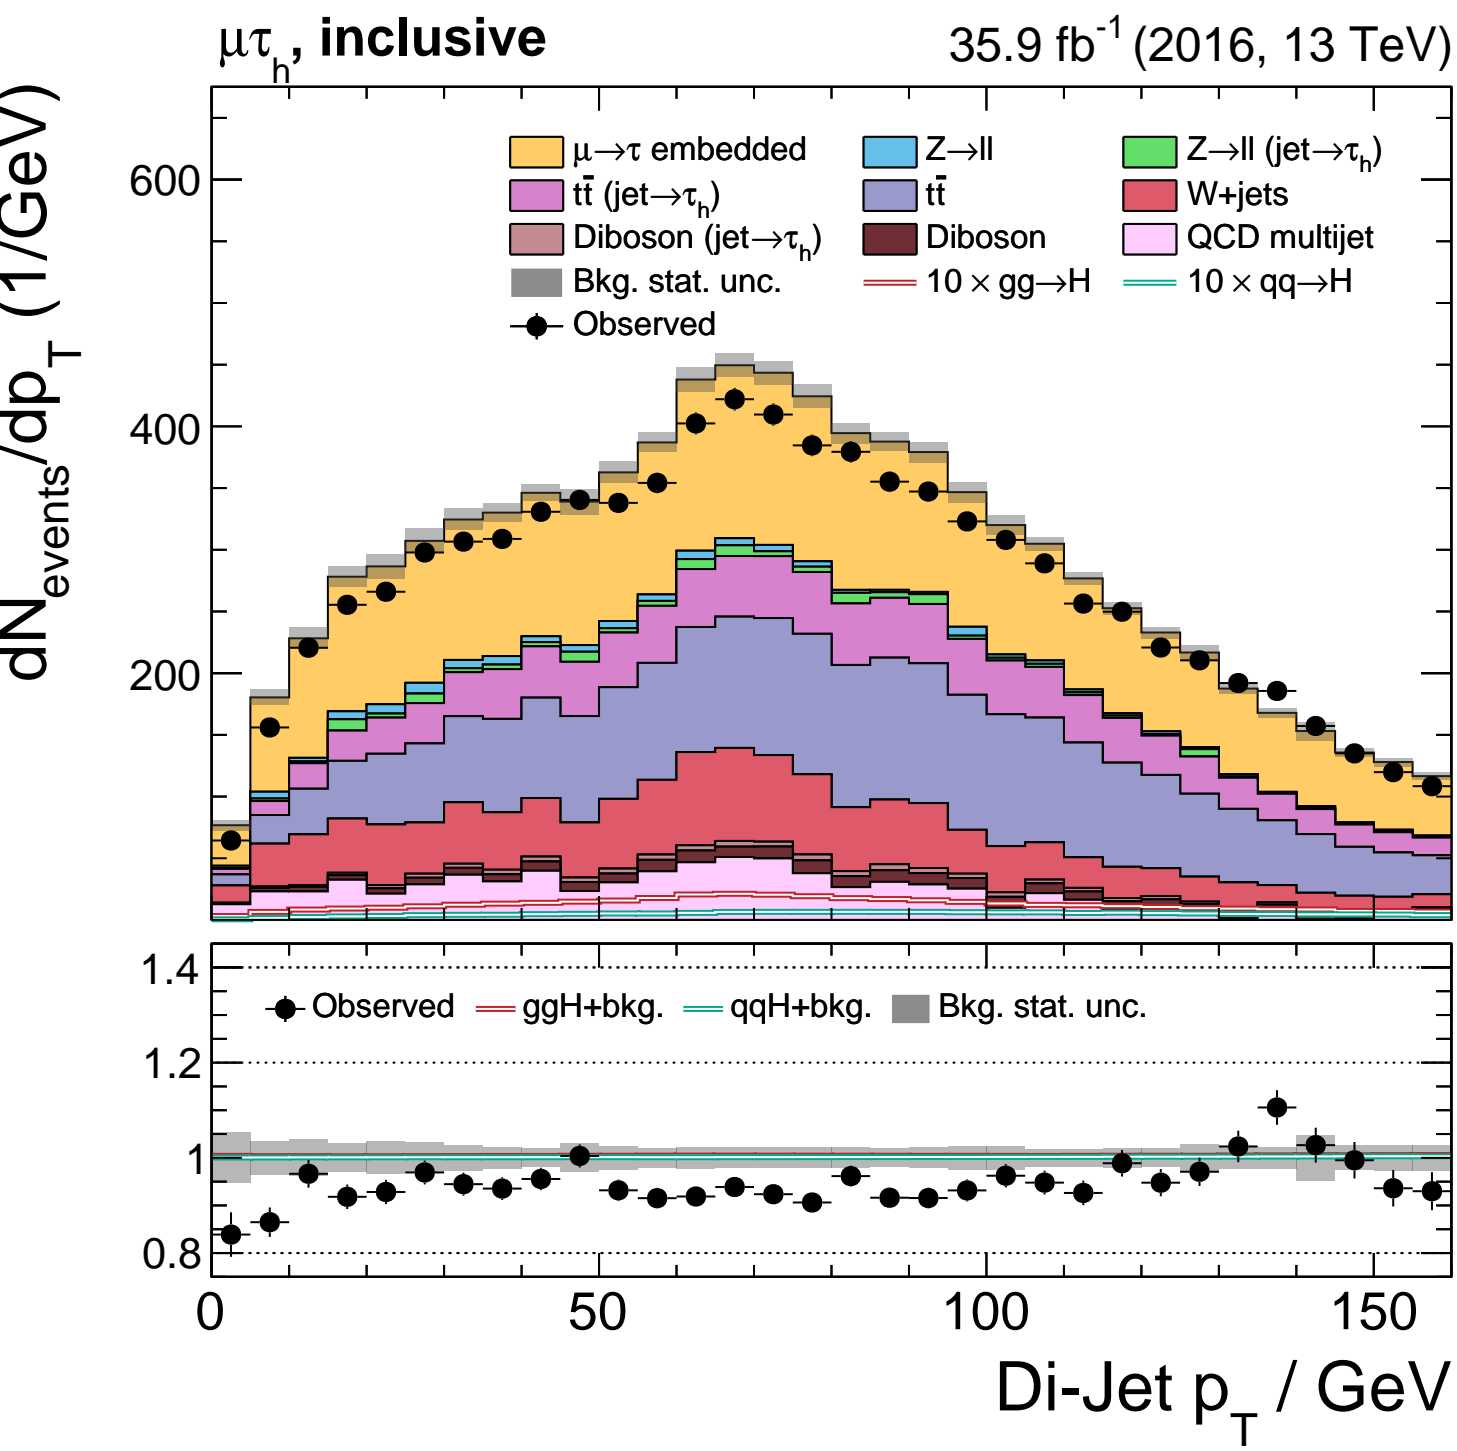 μτh, inclusive
35.9 fb-1 (2016, 13 TeV)
dNevents/dpT (1/GeV)
μ→τ embedded
Z→ll
Z→ll (jet→τh)
tt̄ (jet→τh)
tt̄
W+jets
Diboson (jet→τh)
Diboson
QCD multijet
Bkg. stat. unc.
10 × gg→H
10 × qq→H
Observed
600
400
200
1.4
Observed
ggH+bkg.
qqH+bkg.
Bkg. stat. unc.
1.2
1
0.8
0
50
100
150
Di-Jet pT / GeV